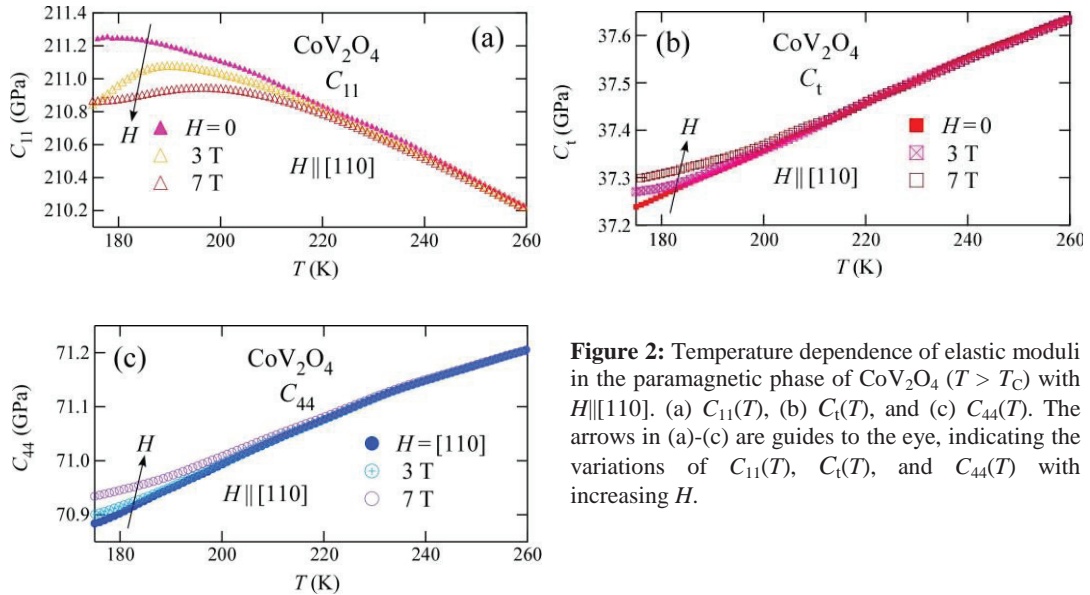 211.4
211.2
211.0
210.8
210.6
210.4
210.2
C11 (GPa)
CoV2O4
C11
(a)
H
H = 0
3 T
7 T
H||[110]
180 200 220 240 260
T (K)
37.6
37.5
37.4
37.3
37.2
Ct (GPa)
(b)
CoV2O4
Ct
H
H = 0
3 T
7 T
H||[110]
180 200 220 240 260
T (K)
71.2
71.1
71.0
70.9
C44 (GPa)
(c)
CoV2O4
C44
H
H = [110]
3 T
7 T
H||[110]
180 200 220 240 260
T (K)
Figure 2: Temperature dependence of elastic moduli
in the paramagnetic phase of CoV2O4 (T > TC) with
H||[110]. (a) C11(T), (b) Ct(T), and (c) C44(T). The
arrows in (a)-(c) are guides to the eye, indicating the
variations of C11(T), Ct(T), and C44(T) with
increasing H.